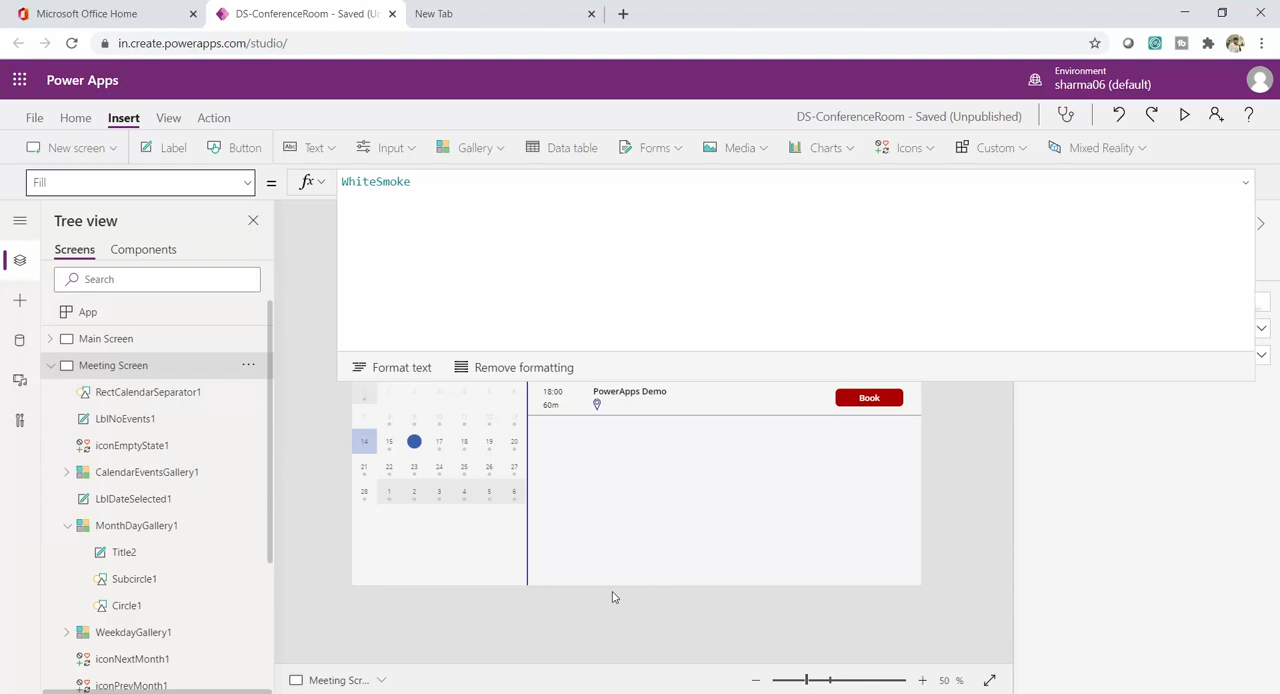 Microsoft Office Home
DS-ConferenceRoom - Saved (Un
New Tab
in.create.powerapps.com/studio/
Power Apps
Environment
sharma06 (default)
File Home Insert View Action
DS-ConferenceRoom - Saved (Unpublished)
New screen Label Button Text Input Gallery Data table Forms Media Charts Icons Custom Mixed Reality
Fill = fx WhiteSmoke
Tree view
Screens Components
Search
App
Main Screen
Meeting Screen
RectCalendarSeparator1
LblNoEvents1
iconEmptyState1
CalendarEventsGallery1
LblDateSelected1
MonthDayGallery1
Title2
Subcircle1
Circle1
WeekdayGallery1
iconNextMonth1
iconPrevMonth1
Format text Remove formatting
18:00 PowerApps Demo
60m
Book
14 15 17 18 19 20
21 22 23 24 25 26 27
28 1 2 3 4 5 6
Meeting Scr...
50 %